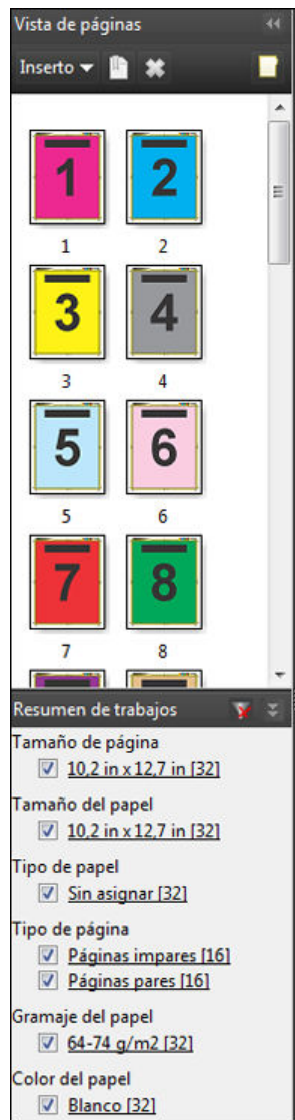 Vista de páginas
Inserto
1 2
1 2
3 4
3 4
5 6
5 6
7 8
7 8
Resumen de trabajos
Tamaño de página
10,2 in x 12,7 in [32]
Tamaño del papel
10,2 in x 12,7 in [32]
Tipo de papel
Sin asignar [32]
Tipo de página
Páginas impares [16]
Páginas pares [16]
Gramaje del papel
64-74 g/m2 [32]
Color del papel
Blanco [32]